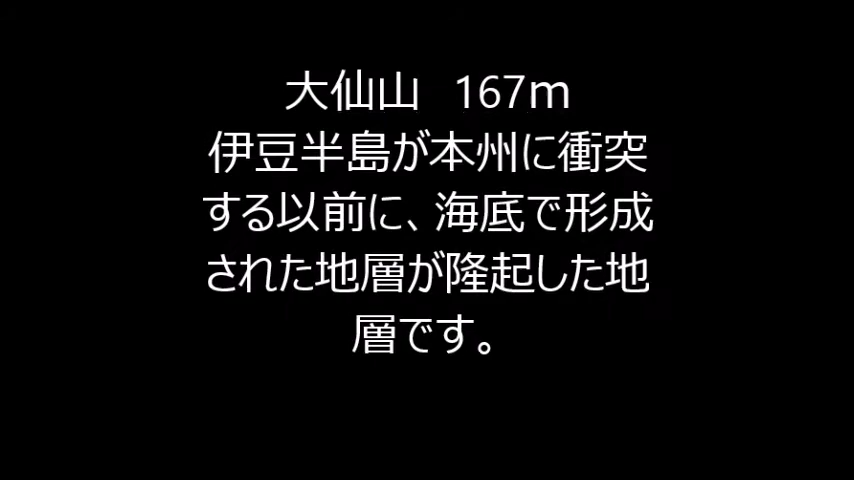 大仙山　167m
伊豆半島が本州に衝突
する以前に、海底で形成
された地層が隆起した地
層です。